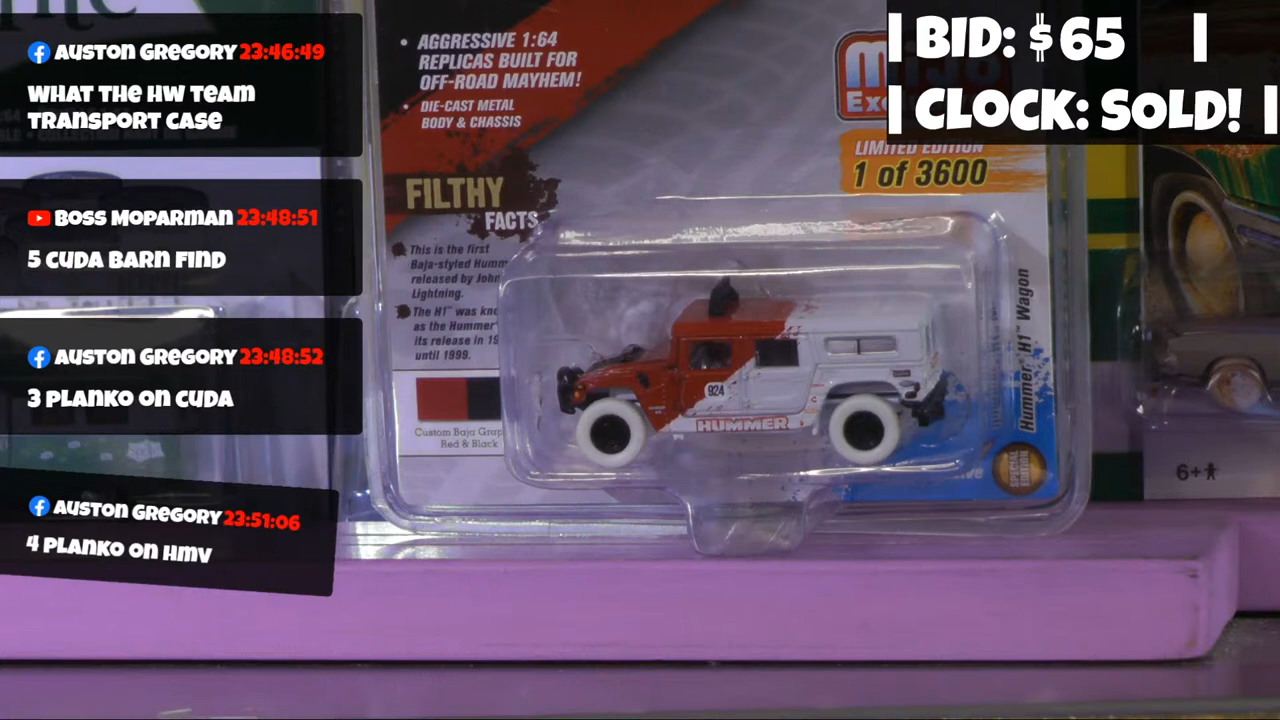 Auston Gregory 23:46:49
What the HW Team
Transport case
Boss Moparman 23:48:51
5 cuda barn find
Auston Gregory 23:48:52
3 planko on cuda
Auston Gregory 23:51:06
4 planko on hmv
• AGGRESSIVE 1:64
REPLICAS BUILT FOR
OFF-ROAD MAYHEM!
• DIE-CAST METAL
BODY & CHASSIS
FILTHY
FACTS
This is the first
Baja-styled Humm
released by John
Lightning.
The H1™ was kno
as the Hummer
its release in 19
until 1999.
Custom Baja Grap
Red & Black
| BID: $65 |
| CLOCK: SOLD! |
LIMITED EDITION
1 of 3600
924
HUMMER
Hummer® H1™ Wagon
SPECIAL
EDITION
6+